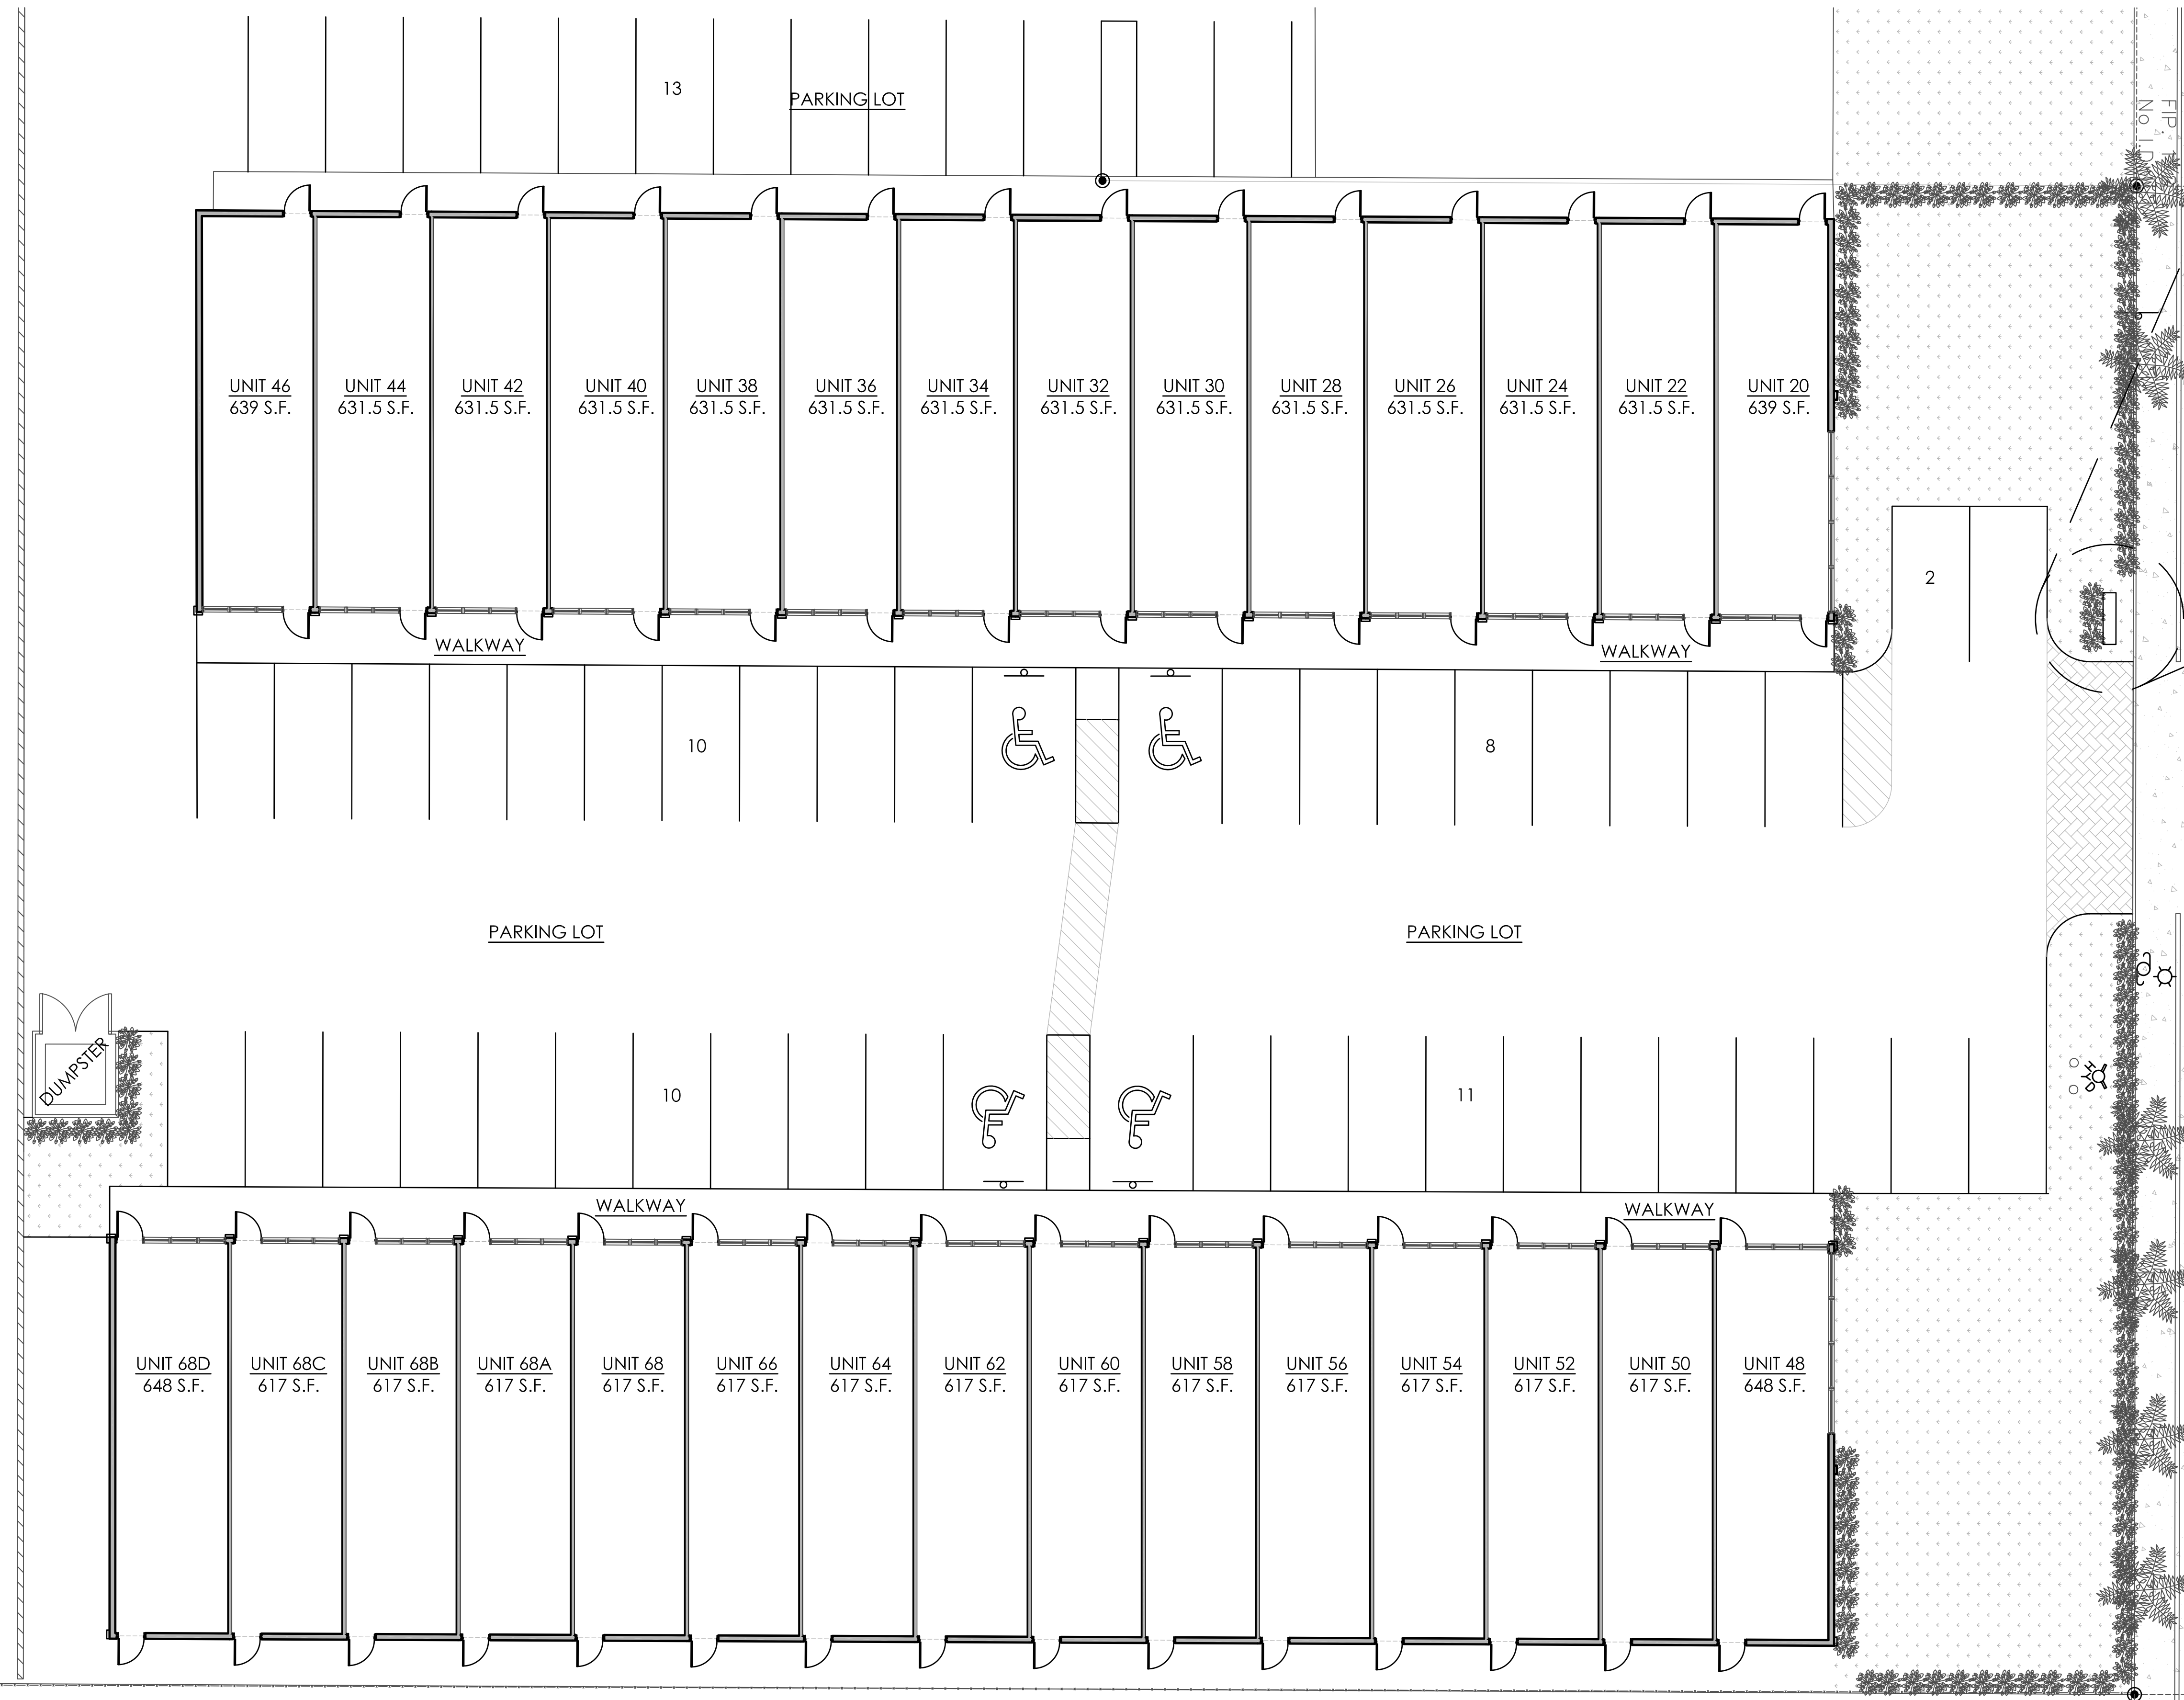 13
PARKING LOT
F.I.P.
No I.D.
UNIT 46
639 S.F.
UNIT 44
631.5 S.F.
UNIT 42
631.5 S.F.
UNIT 40
631.5 S.F.
UNIT 38
631.5 S.F.
UNIT 36
631.5 S.F.
UNIT 34
631.5 S.F.
UNIT 32
631.5 S.F.
UNIT 30
631.5 S.F.
UNIT 28
631.5 S.F.
UNIT 26
631.5 S.F.
UNIT 24
631.5 S.F.
UNIT 22
631.5 S.F.
UNIT 20
639 S.F.
2
WALKWAY
WALKWAY
10
8
PARKING LOT
PARKING LOT
DUMPSTER
10
11
HYD
WALKWAY
WALKWAY
UNIT 68D
648 S.F.
UNIT 68C
617 S.F.
UNIT 68B
617 S.F.
UNIT 68A
617 S.F.
UNIT 68
617 S.F.
UNIT 66
617 S.F.
UNIT 64
617 S.F.
UNIT 62
617 S.F.
UNIT 60
617 S.F.
UNIT 58
617 S.F.
UNIT 56
617 S.F.
UNIT 54
617 S.F.
UNIT 52
617 S.F.
UNIT 50
617 S.F.
UNIT 48
648 S.F.